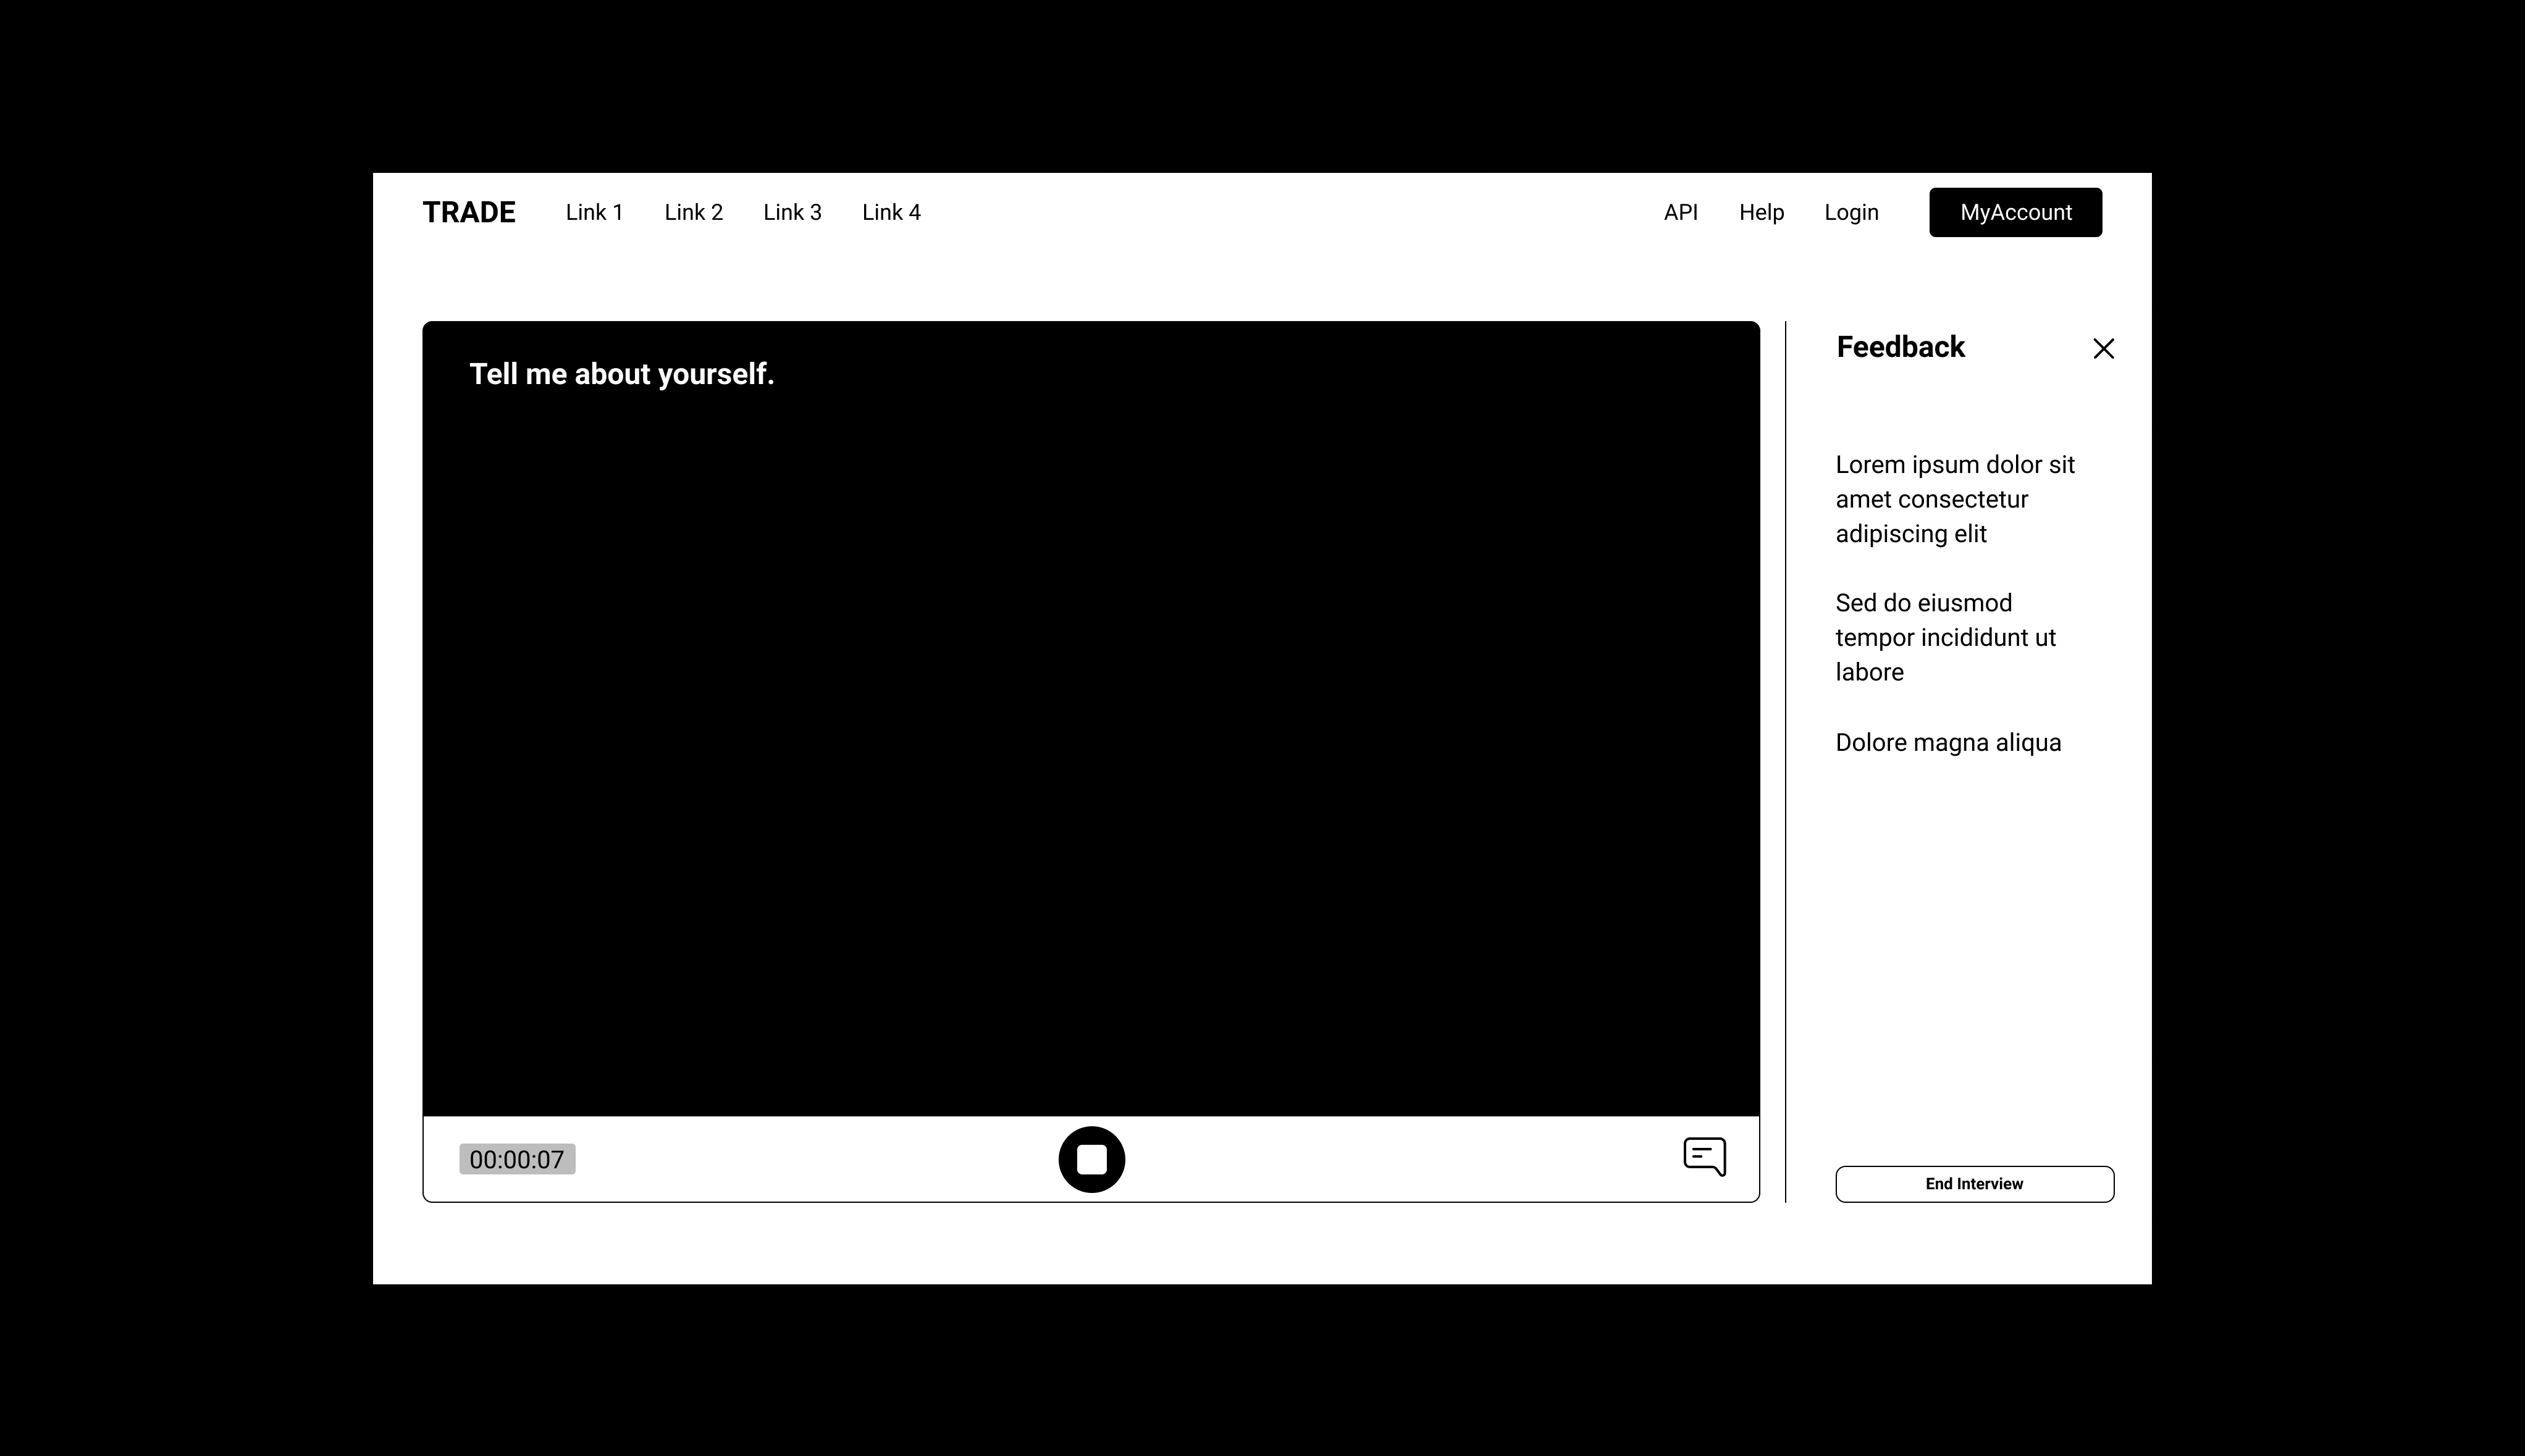 TRADE Link 1 Link 2 Link 3 Link 4 API Help Login MyAccount
Tell me about yourself.
00:00:07
Feedback
Lorem ipsum dolor sit
amet consectetur
adipiscing elit
Sed do eiusmod
tempor incididunt ut
labore
Dolore magna aliqua
End Interview